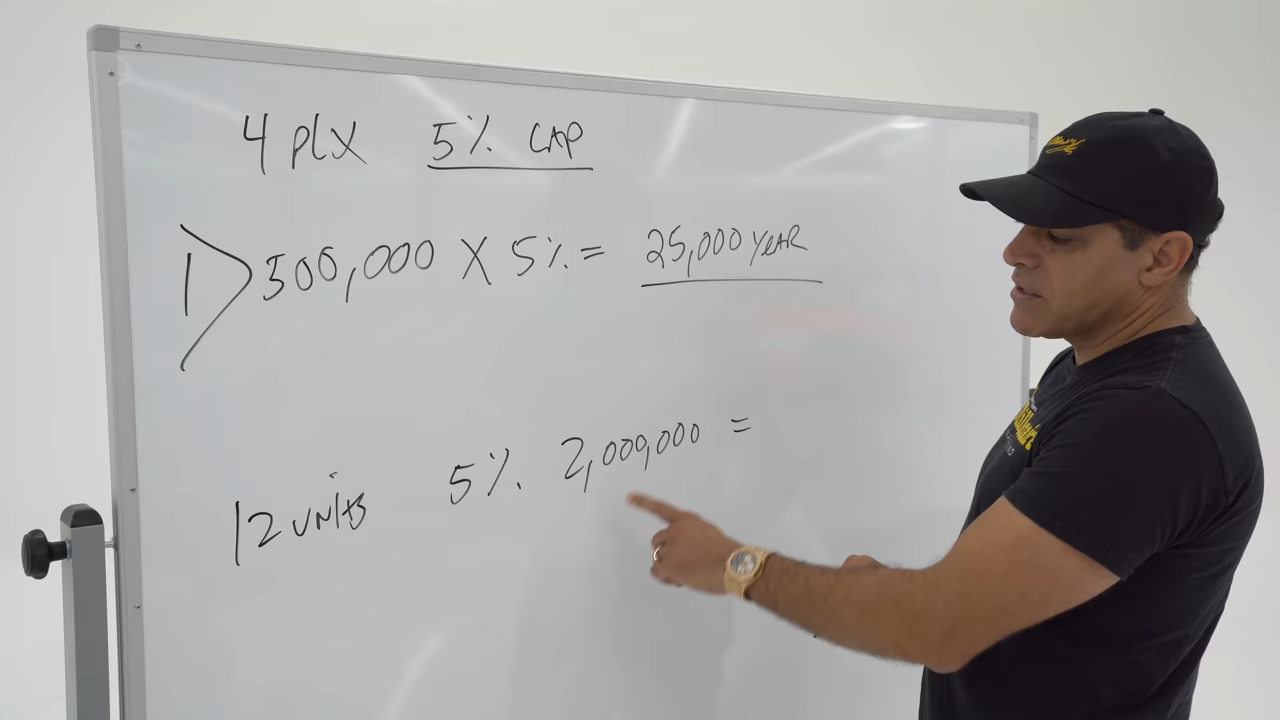 4 PlX 5% CAP
1) 500,000 X 5% = 25,000 YEAR
12 UNits 5% 2,000,000 =